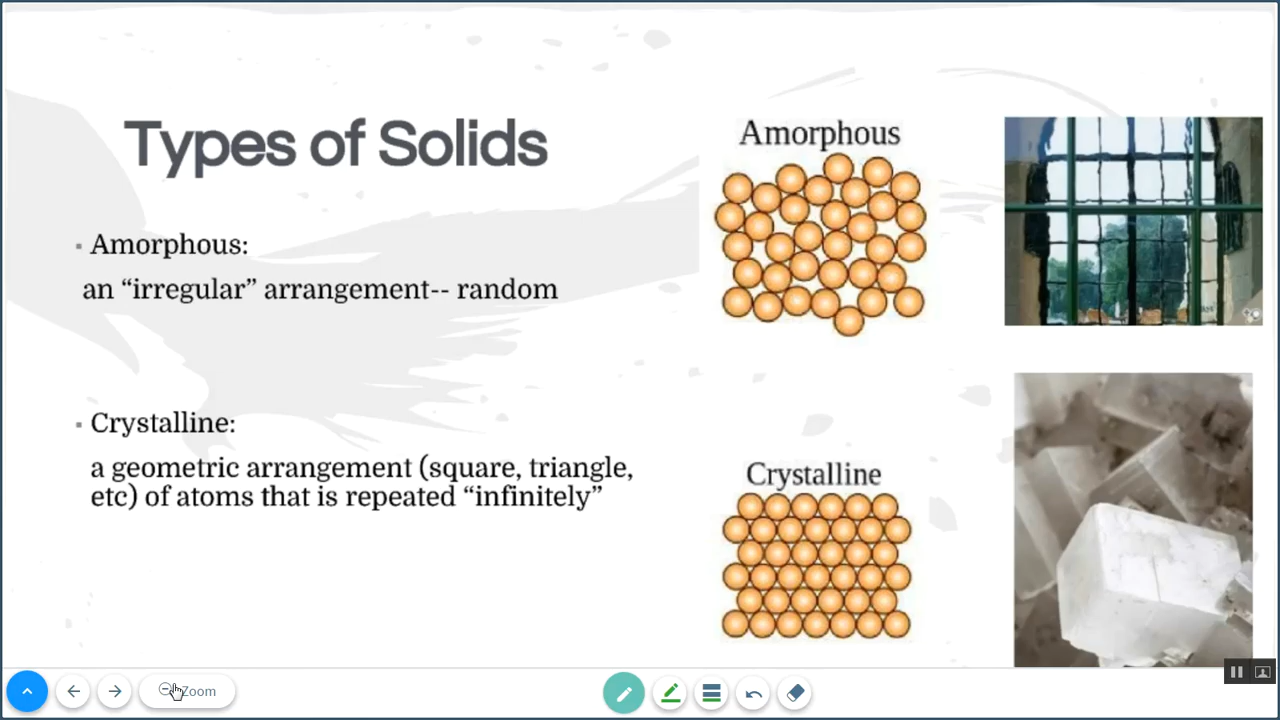 Types of Solids
▪ Amorphous:
an “irregular” arrangement-- random
▪ Crystalline:
a geometric arrangement (square, triangle,
etc) of atoms that is repeated “infinitely”
Amorphous
Crystalline
Zoom